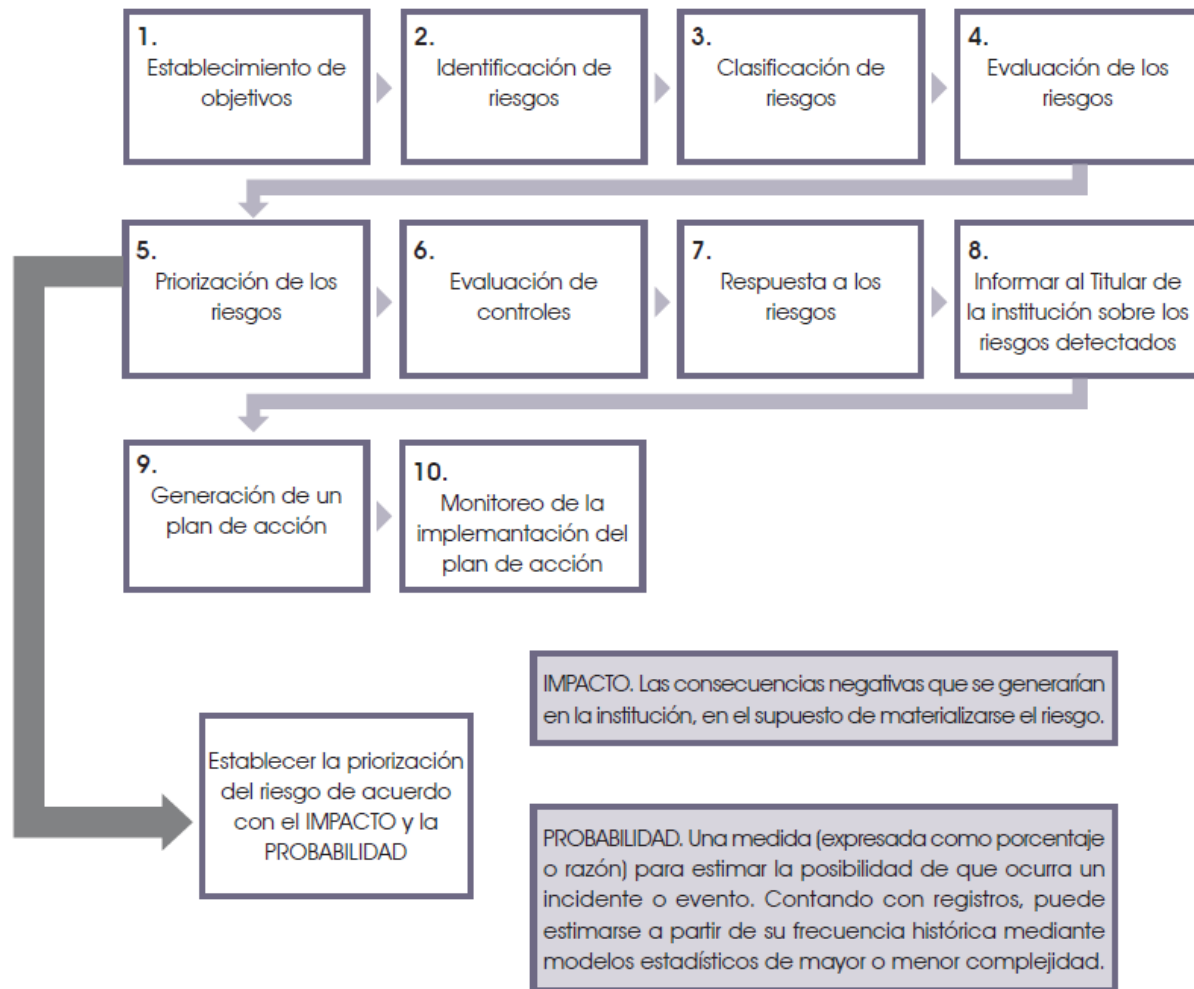 1.
Establecimiento de
objetivos
2.
Identificación de
riesgos
3.
Clasificación de
riesgos
4.
Evaluación de los
riesgos
5.
Priorización de los
riesgos
6.
Evaluación de
controles
7.
Respuesta a los
riesgos
8.
Informar al Titular de
la institución sobre los
riesgos detectados
9.
Generación de un
plan de acción
10.
Monitoreo de la
implemantación del
plan de acción
Establecer la priorización
del riesgo de acuerdo
con el IMPACTO y la
PROBABILIDAD
IMPACTO. Las consecuencias negativas que se generarían
en la institución, en el supuesto de materializarse el riesgo.
PROBABILIDAD. Una medida (expresada como porcentaje
o razón) para estimar la posibilidad de que ocurra un
incidente o evento. Contando con registros, puede
estimarse a partir de su frecuencia histórica mediante
modelos estadísticos de mayor o menor complejidad.